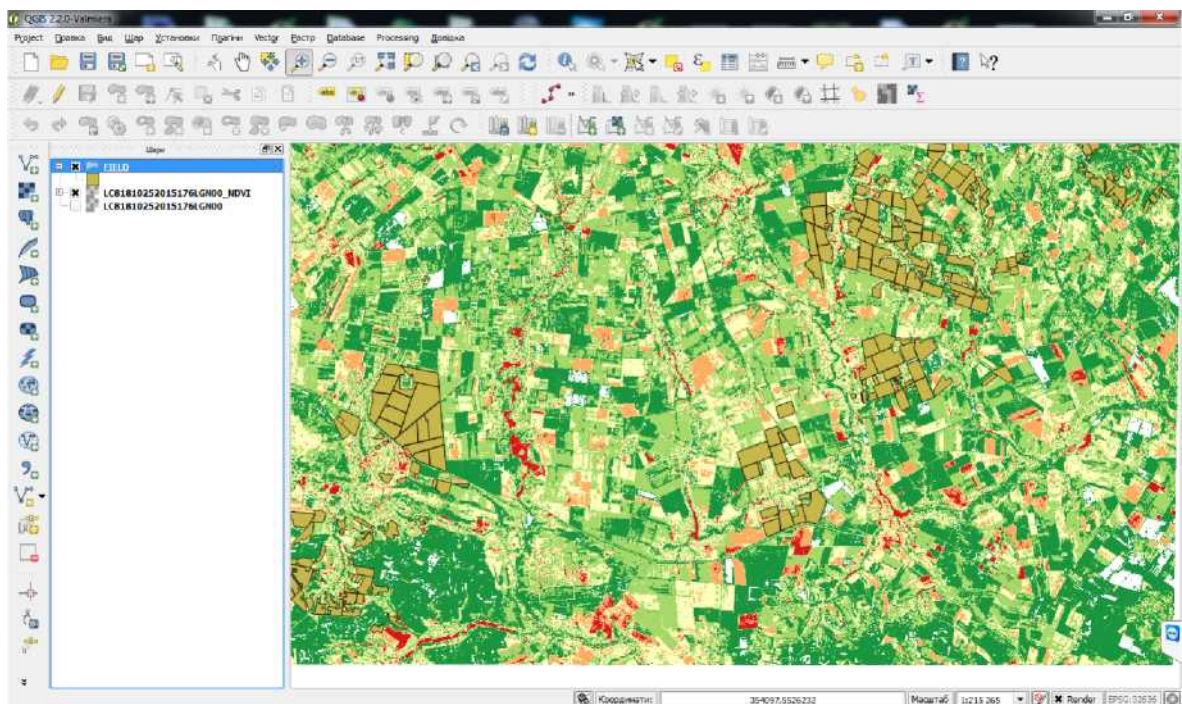 QGIS 2.2.0-Valmiera
Project Правка Вид Шар Установки Плагіни Vector Растр Database Processing Довідка
Шари
FIELD
LC81810252015176LGN00_NDVI
LC81810252015176LGN00
Координати: 354097,5526232 Масштаб 1:215 365 Render EPSG:32636